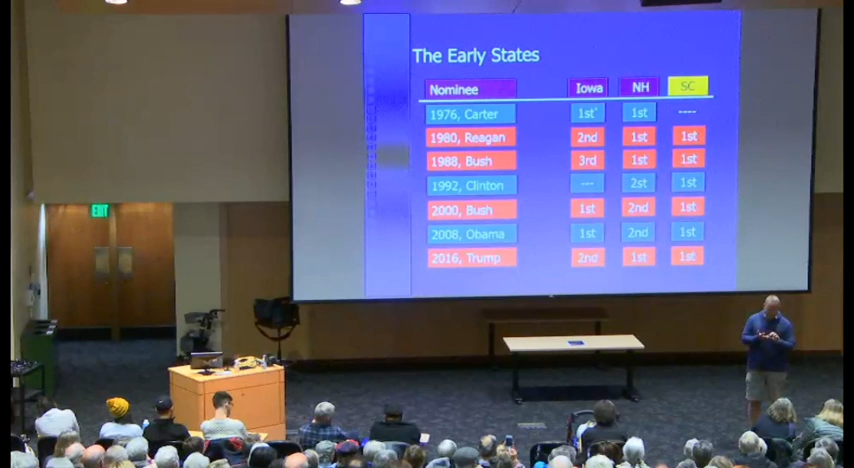 The Early States
Nominee Iowa NH SC
1976, Carter 1st* 1st ----
1980, Reagan 2nd 1st 1st
1988, Bush 3rd 1st 1st
1992, Clinton --- 2st 1st
2000, Bush 1st 2nd 1st
2008, Obama 1st 2nd 1st
2016, Trump 2nd 1st 1st
EXIT